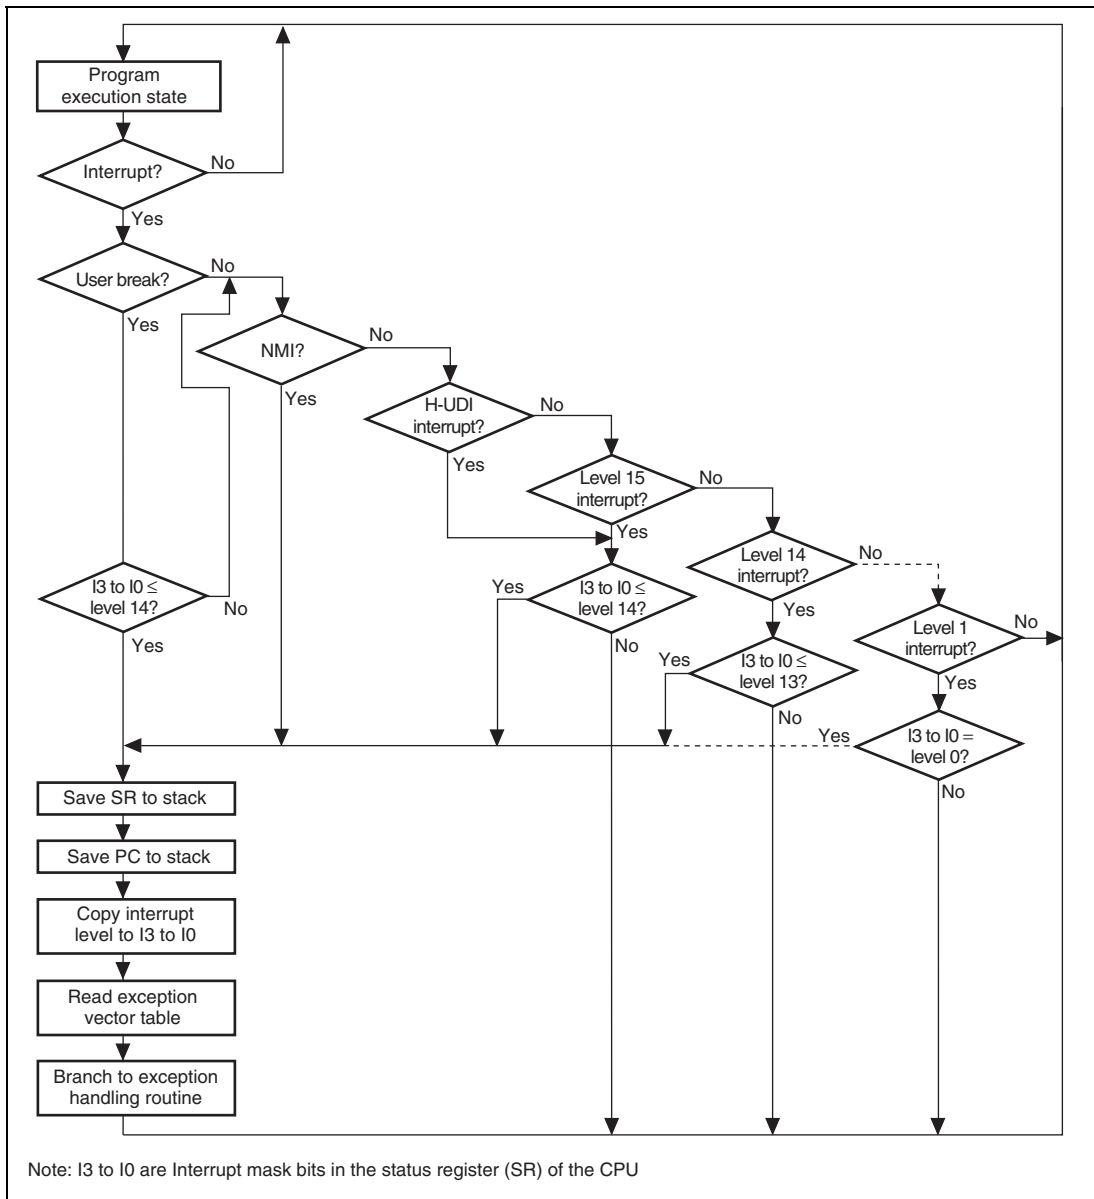 Program
execution state
Interrupt?
No
Yes
User break?
No
Yes
NMI?
No
Yes
H-UDI
interrupt?
No
Yes
Level 15
interrupt?
No
Yes
Level 14
interrupt?
No
Yes
I3 to I0 ≤
level 14?
No
Yes
Yes
I3 to I0 ≤
level 14?
No
Level 1
interrupt?
No
Yes
Yes
I3 to I0 ≤
level 13?
No
Yes
I3 to I0 =
level 0?
No
Save SR to stack
Save PC to stack
Copy interrupt
level to I3 to I0
Read exception
vector table
Branch to exception
handling routine
Note: I3 to I0 are Interrupt mask bits in the status register (SR) of the CPU